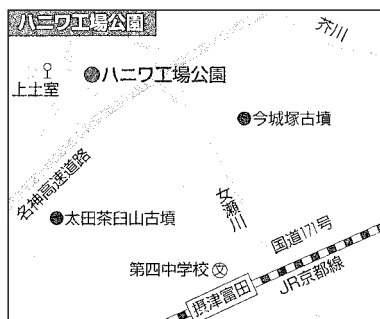 ハニワ工場公園
芥川
上土室
ハニワ工場公園
今城塚古墳
名神高速道路
太田茶臼山古墳
女瀬川
国道171号
第四中学校
文
摂津富田
JR京都線